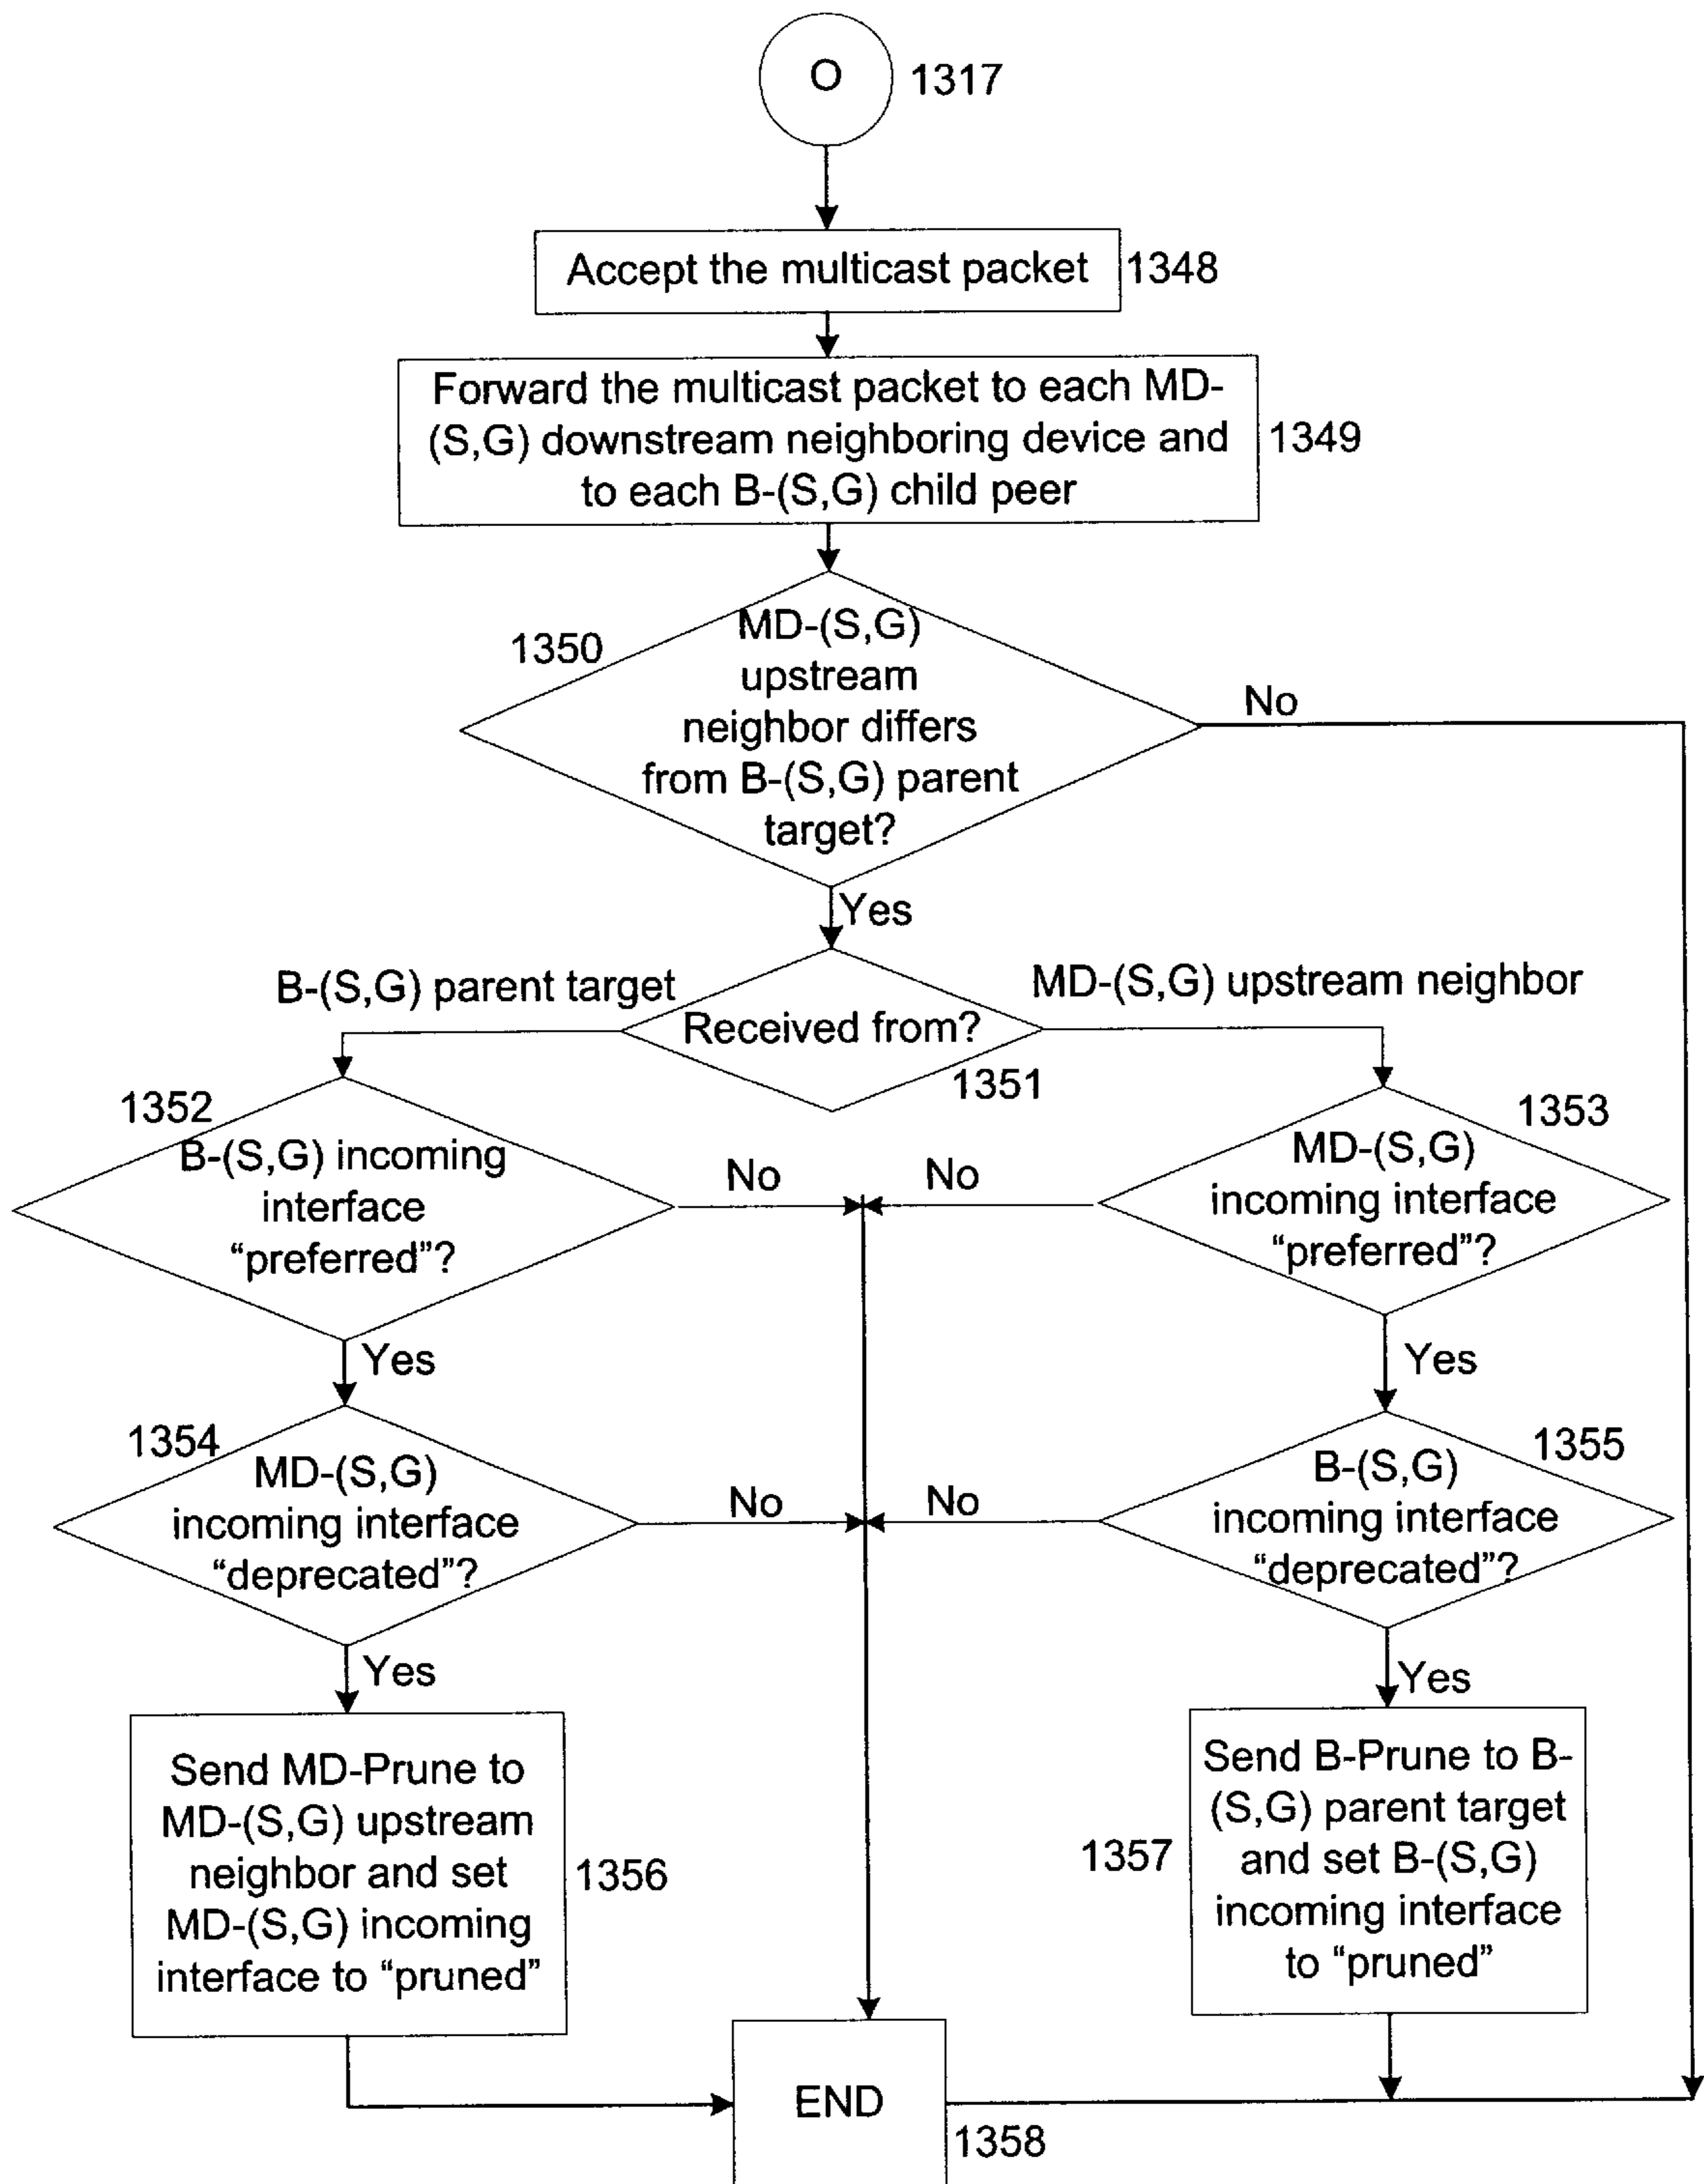 O
1317
Accept the multicast packet
1348
Forward the multicast packet to each MD-
(S,G) downstream neighboring device and
to each B-(S,G) child peer
1349
1350
MD-(S,G)
upstream
neighbor differs
from B-(S,G) parent
target?
No
Yes
B-(S,G) parent target
MD-(S,G) upstream neighbor
Received from?
1351
1352
B-(S,G) incoming
interface
“preferred”?
No
No
1353
MD-(S,G)
incoming interface
“preferred”?
Yes
Yes
1354
MD-(S,G)
incoming interface
“deprecated”?
No
No
1355
B-(S,G)
incoming interface
“deprecated”?
Yes
Yes
Send MD-Prune to
MD-(S,G) upstream
neighbor and set
MD-(S,G) incoming
interface to “pruned”
1356
1357
Send B-Prune to B-
(S,G) parent target
and set B-(S,G)
incoming interface
to “pruned”
END
1358